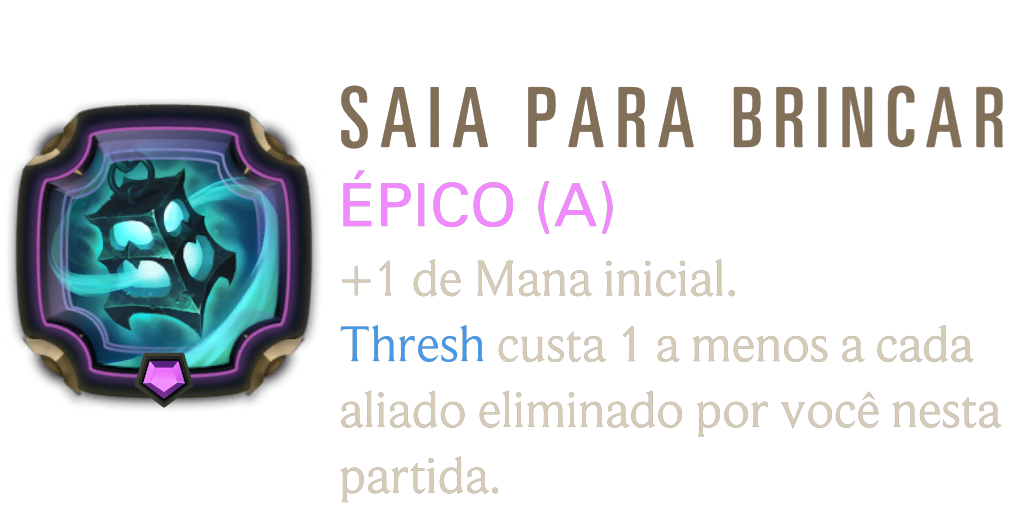 SAIA PARA BRINCAR
ÉPICO (A)
+1 de Mana inicial.
Thresh custa 1 a menos a cada
aliado eliminado por você nesta
partida.